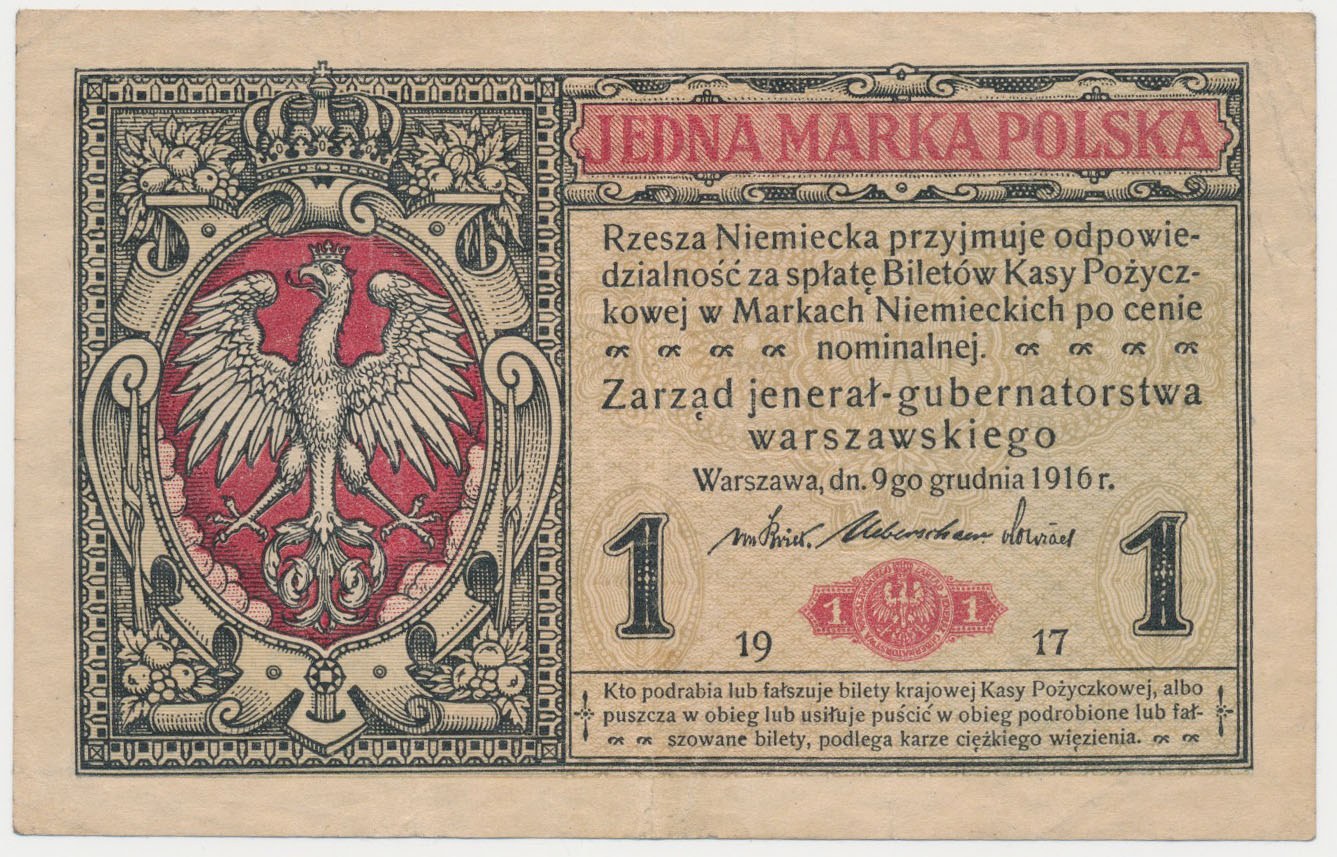 JEDNA MARKA POLSKA
Rzesza Niemiecka przyjmuje odpowie-
dzialność za spłatę Biletów Kasy Pożycz-
kowej w Markach Niemieckich po cenie
nominalnej.
Zarząd jenerał-gubernatorstwa
warszawskiego
Warszawa, dn. 9go grudnia 1916 r.
1 1
1 1
19 17
Kto podrabia lub fałszuje bilety krajowej Kasy Pożyczkowej, albo
puszcza w obieg lub usiłuje puścić w obieg podrobione lub fał-
szowane bilety, podlega karze ciężkiego więzienia.